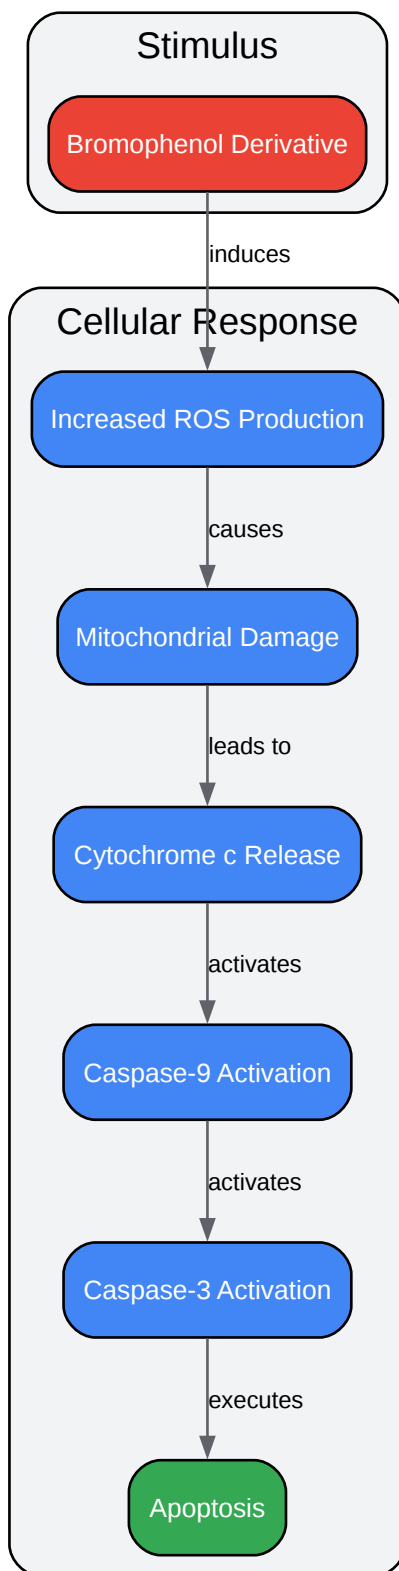 Stimulus
Bromophenol Derivative
induces
Cellular Response
Increased ROS Production
causes
Mitochondrial Damage
leads to
Cytochrome c Release
activates
Caspase-9 Activation
activates
Caspase-3 Activation
executes
Apoptosis